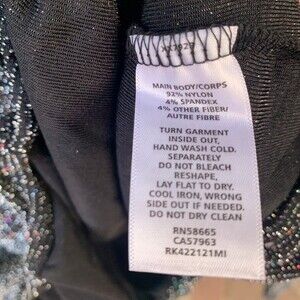 MAIN BODY/CORPS
92% NYLON
4% SPANDEX
4% OTHER FIBER/
AUTRE FIBRE
TURN GARMENT
INSIDE OUT,
HAND WASH COLD.
SEPARATELY
DO NOT BLEACH
RESHAPE,
LAY FLAT TO DRY.
COOL IRON, WRONG
SIDE OUT IF NEEDED.
DO NOT DRY CLEAN
RN58665
CA57963
RK422121MI